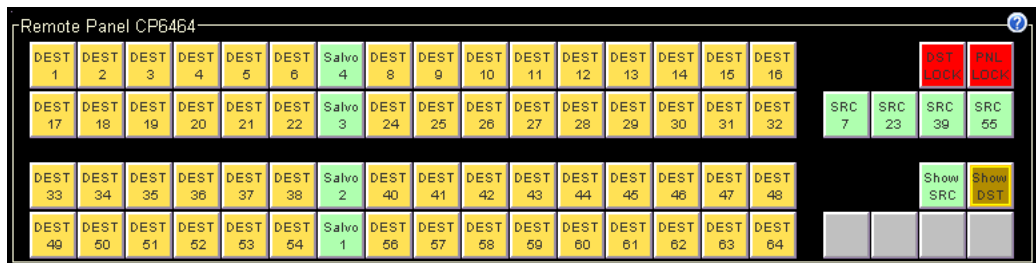 Remote Panel CP6464 ?
DEST DEST DEST DEST DEST DEST Salvo DEST DEST DEST DEST DEST DEST DEST DEST DEST DST PNL
1 2 3 4 5 6 4 8 9 10 11 12 13 14 15 16 LOCK LOCK
DEST DEST DEST DEST DEST DEST Salvo DEST DEST DEST DEST DEST DEST DEST DEST DEST SRC SRC SRC SRC
17 18 19 20 21 22 3 24 25 26 27 28 29 30 31 32 7 23 39 55
DEST DEST DEST DEST DEST DEST Salvo DEST DEST DEST DEST DEST DEST DEST DEST DEST Show Show
33 34 35 36 37 38 2 40 41 42 43 44 45 46 47 48 SRC DST
DEST DEST DEST DEST DEST DEST Salvo DEST DEST DEST DEST DEST DEST DEST DEST DEST
49 50 51 52 53 54 1 56 57 58 59 60 61 62 63 64